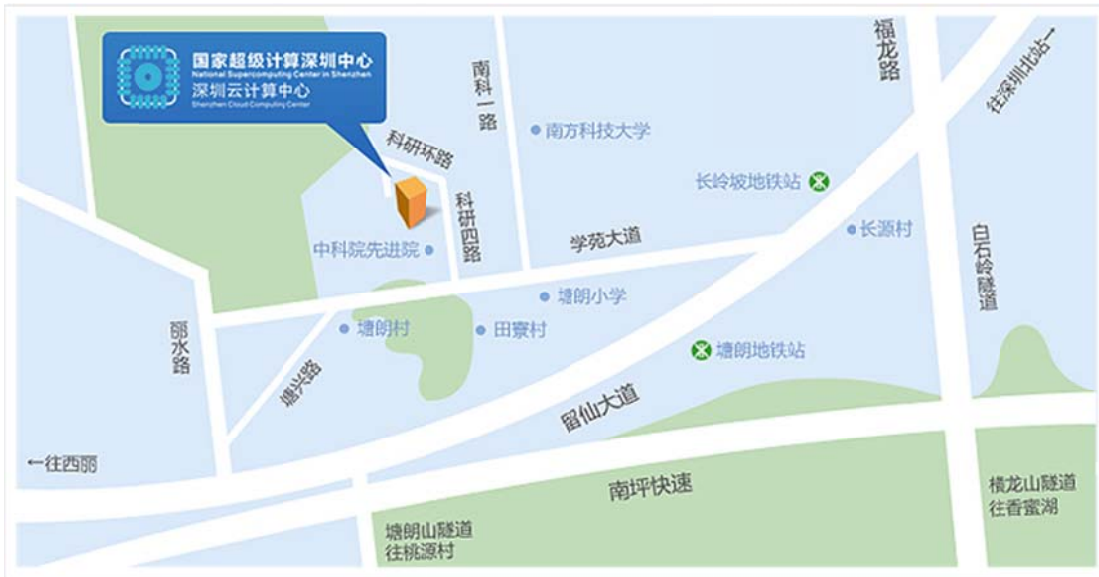 国家超级计算深圳中心
National Supercomputing Center in Shenzhen
深圳云计算中心
Shenzhen Cloud Computing Center
福龙路
往深圳北站→
南科一路
南方科技大学
科研环路
长岭坡地铁站
科研四路
长源村
白石岭隧道
学苑大道
中科院先进院
塘朗小学
丽水路
塘朗村
田寮村
塘朗地铁站
塘兴路
留仙大道
←往西丽
南坪快速
横龙山隧道
往香蜜湖
塘朗山隧道
往桃源村